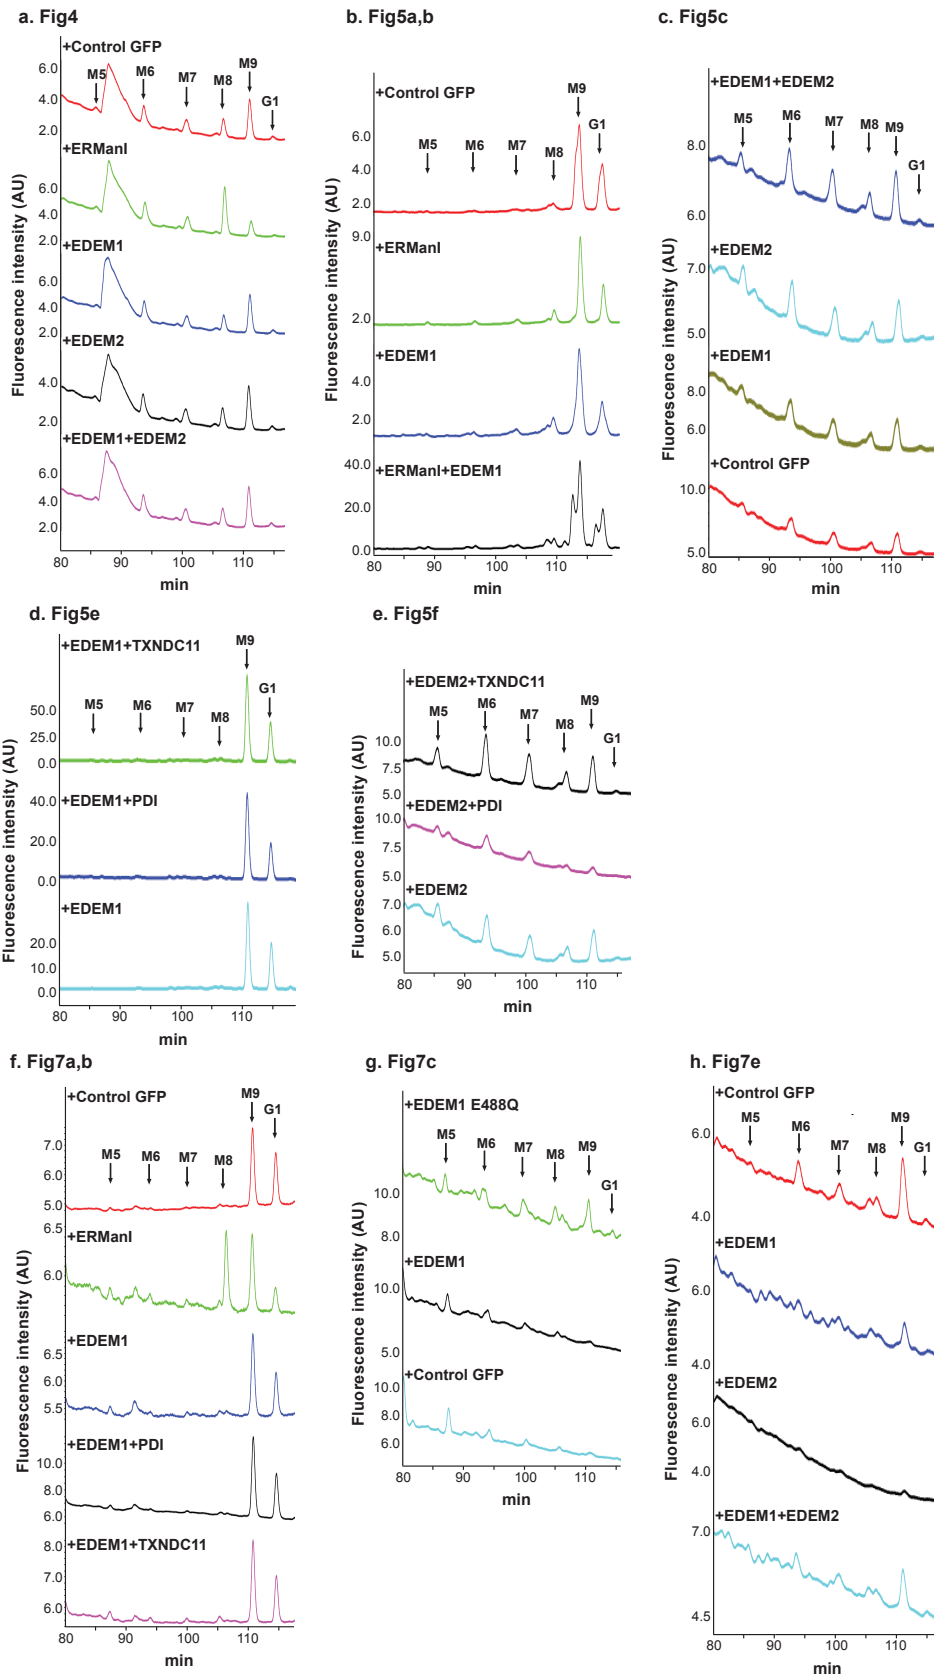 a. Fig4
+Control GFP
M5
M6
M7
M8
M9
G1
6.0
4.0
2.0
+ERManI
6.0
4.0
2.0
+EDEM1
6.0
4.0
2.0
+EDEM2
4.0
2.0
+EDEM1+EDEM2
6.0
4.0
2.0
Fluorescence intensity (AU)
80
90
100
110
min
b. Fig5a,b
+Control GFP
M5
M6
M7
M8
M9
G1
6.0
4.0
2.0
9.0
+ERManI
2.0
+EDEM1
4.0
2.0
40.0
+ERManI+EDEM1
20.0
0.0
Fluorescence intensity (AU)
80
90
100
110
min
c. Fig5c
+EDEM1+EDEM2
M5
M6
M7
M8
M9
G1
8.0
6.0
+EDEM2
7.0
5.0
+EDEM1
8.0
6.0
+Control GFP
10.0
5.0
Fluorescence intensity (AU)
80
90
100
110
min
d. Fig5e
+EDEM1+TXNDC11
M5
M6
M7
M8
M9
G1
50.0
25.0
0.0
+EDEM1+PDI
40.0
20.0
0.0
+EDEM1
20.0
10.0
0.0
Fluorescence intensity (AU)
80
90
100
110
min
e. Fig5f
+EDEM2+TXNDC11
M5
M6
M7
M8
M9
G1
10.0
7.5
5.0
+EDEM2+PDI
10.0
7.5
5.0
+EDEM2
7.0
6.0
5.0
Fluorescence intensity (AU)
80
90
100
110
min
f. Fig7a,b
+Control GFP
M5
M6
M7
M8
M9
G1
7.0
6.0
5.0
6.5
+ERManI
6.0
+EDEM1
6.5
6.0
5.5
+EDEM1+PDI
10.0
8.0
6.0
+EDEM1+TXNDC11
8.0
7.0
6.0
Fluorescence intensity (AU)
80
90
100
110
min
g. Fig7c
+EDEM1 E488Q
M5
M6
M7
M8
M9
G1
10.0
8.0
+EDEM1
10.0
5.0
+Control GFP
10.0
8.0
6.0
Fluorescence intensity (AU)
80
90
100
110
min
h. Fig7e
+Control GFP
M5
M6
M7
M8
M9
G1
6.0
4.0
+EDEM1
6.0
4.0
+EDEM2
6.0
4.0
+EDEM1+EDEM2
7.0
4.5
Fluorescence intensity (AU)
80
90
100
110
min